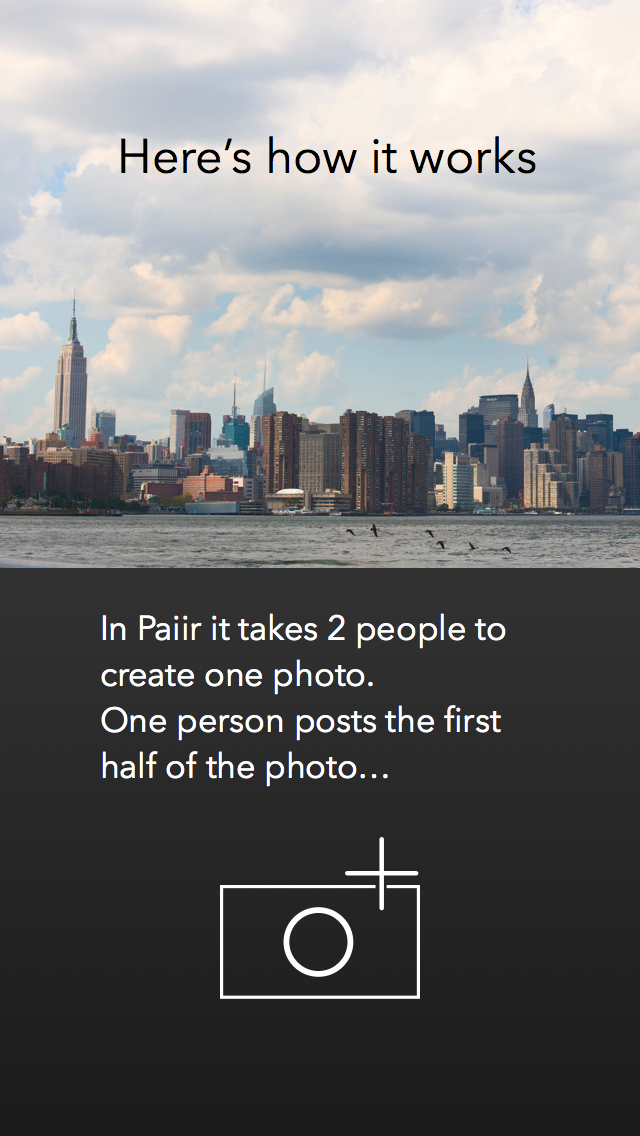 Here’s how it works
In Paiir it takes 2 people to
create one photo.
One person posts the first
half of the photo…